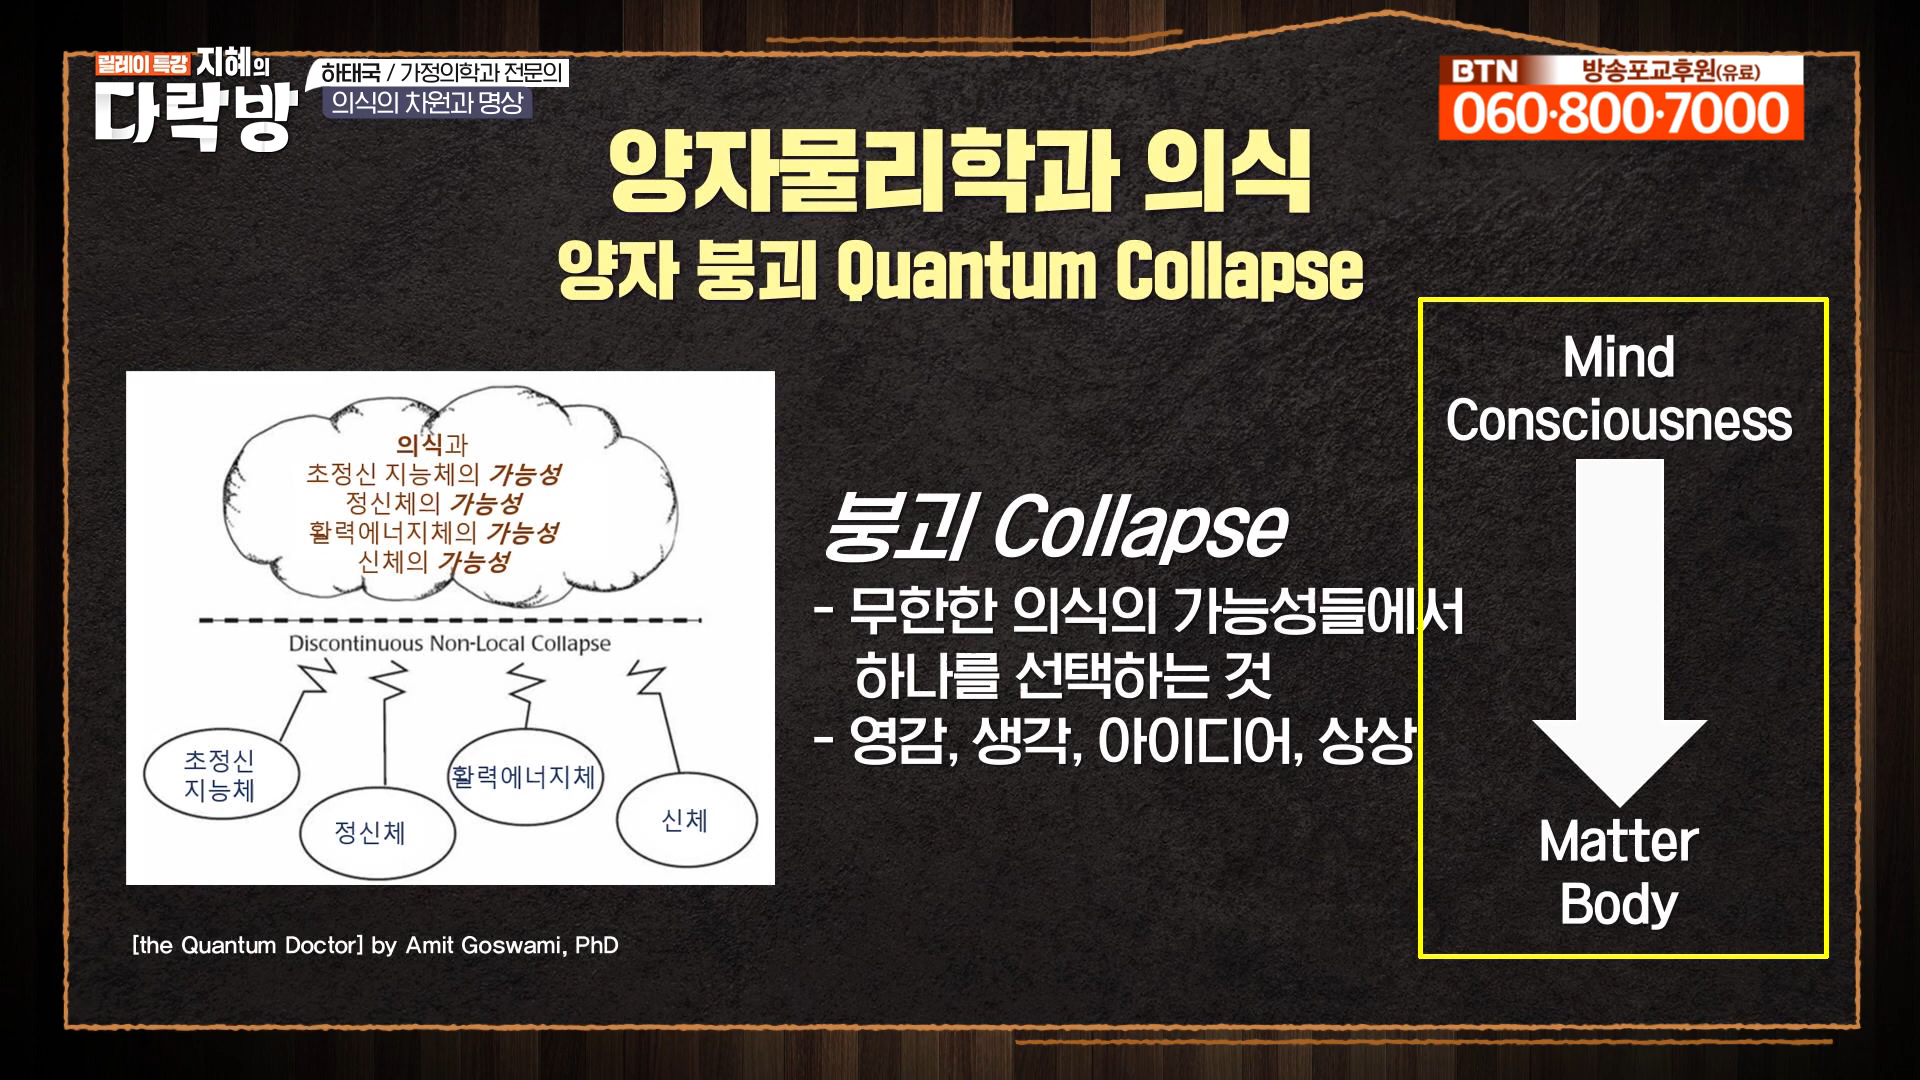 릴레이 특강 지혜의
다락방
하태국 / 가정의학과 전문의
의식의 차원과 명상
BTN 방송포교후원(유료)
060·800·7000
양자물리학과 의식
양자 붕괴 Quantum Collapse
의식과
초정신 지능체의 가능성
정신체의 가능성
활력에너지체의 가능성
신체의 가능성
Discontinuous Non-Local Collapse
초정신
지능체
정신체
활력에너지체
신체
[the Quantum Doctor] by Amit Goswami, PhD
붕괴 Collapse
- 무한한 의식의 가능성들에서
하나를 선택하는 것
- 영감, 생각, 아이디어, 상상
Mind
Consciousness
Matter
Body